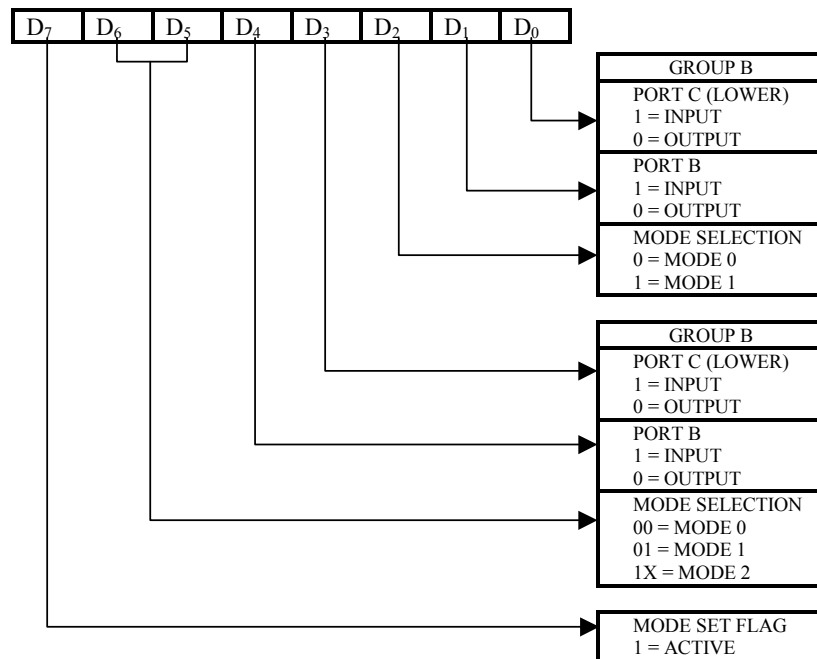 D₇ D₆ D₅ D₄ D₃ D₂ D₁ D₀
GROUP B
PORT C (LOWER)
1 = INPUT
0 = OUTPUT
PORT B
1 = INPUT
0 = OUTPUT
MODE SELECTION
0 = MODE 0
1 = MODE 1
GROUP B
PORT C (LOWER)
1 = INPUT
0 = OUTPUT
PORT B
1 = INPUT
0 = OUTPUT
MODE SELECTION
00 = MODE 0
01 = MODE 1
1X = MODE 2
MODE SET FLAG
1 = ACTIVE